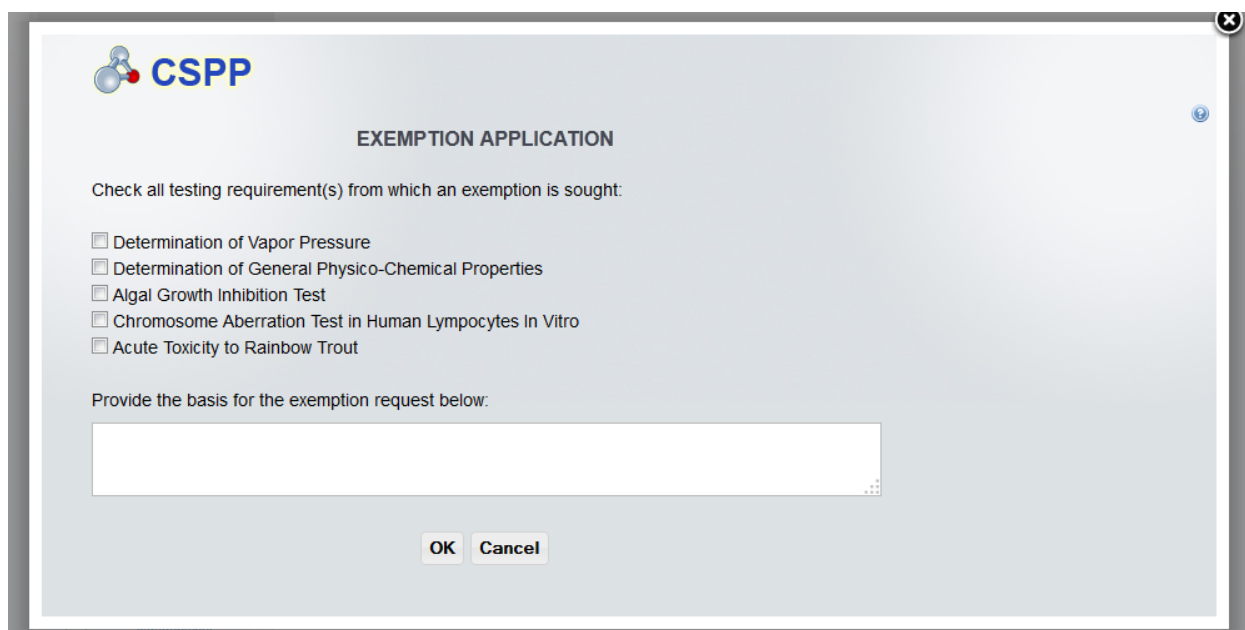 CSPP
EXEMPTION APPLICATION
Check all testing requirement(s) from which an exemption is sought:
Determination of Vapor Pressure
Determination of General Physico-Chemical Properties
Algal Growth Inhibition Test
Chromosome Aberration Test in Human Lympocytes In Vitro
Acute Toxicity to Rainbow Trout
Provide the basis for the exemption request below:
OK Cancel